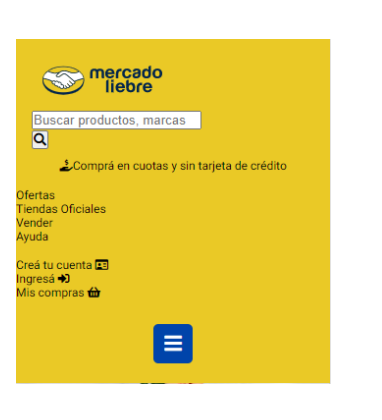 mercado
liebre
Buscar productos, marcas
Comprá en cuotas y sin tarjeta de crédito
Ofertas
Tiendas Oficiales
Vender
Ayuda
Creá tu cuenta
Ingresá
Mis compras